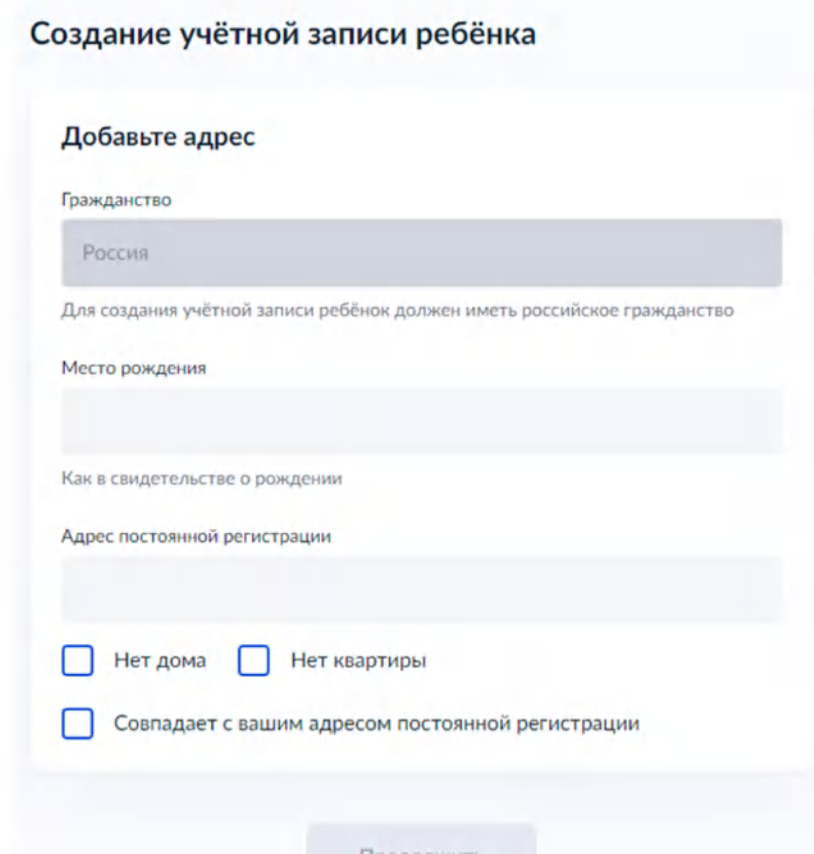 Создание учётной записи ребёнка
Добавьте адрес
Гражданство
Россия
Для создания учётной записи ребёнок должен иметь российское гражданство
Место рождения
Как в свидетельстве о рождении
Адрес постоянной регистрации
Нет дома Нет квартиры
Совпадает с вашим адресом постоянной регистрации